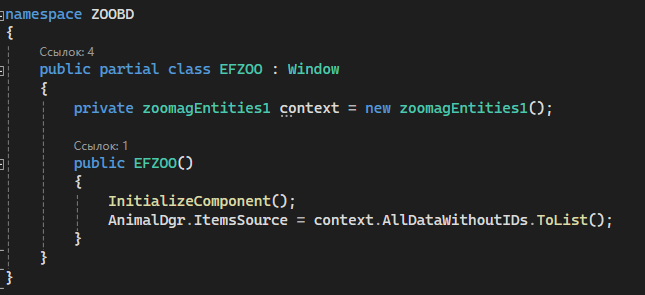 namespace ZOOBD
{
Ссылок: 4
public partial class EFZOO : Window
{
private zoomagEntities1 context = new zoomagEntities1();
Ссылок: 1
public EFZOO()
{
InitializeComponent();
AnimalDgr.ItemsSource = context.AllDataWithoutIDs.ToList();
}
}
}